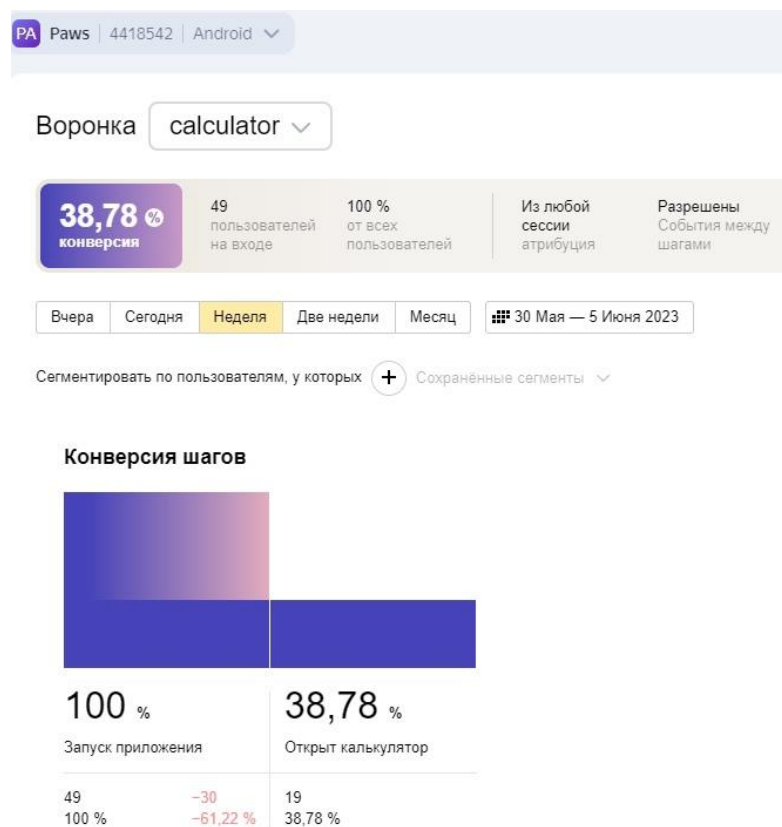 PA Paws 4418542 Android
Воронка calculator
38,78 %
конверсия
49
пользователей
на входе
100 %
от всех
пользователей
Из любой
сессии
атрибуция
Разрешены
События между
шагами
Вчера Сегодня Неделя Две недели Месяц 30 Мая — 5 Июня 2023
Сегментировать по пользователям, у которых + Сохранённые сегменты
Конверсия шагов
100 % 38,78 %
Запуск приложения Открыт калькулятор
49 −30 19
100 % −61,22 % 38,78 %